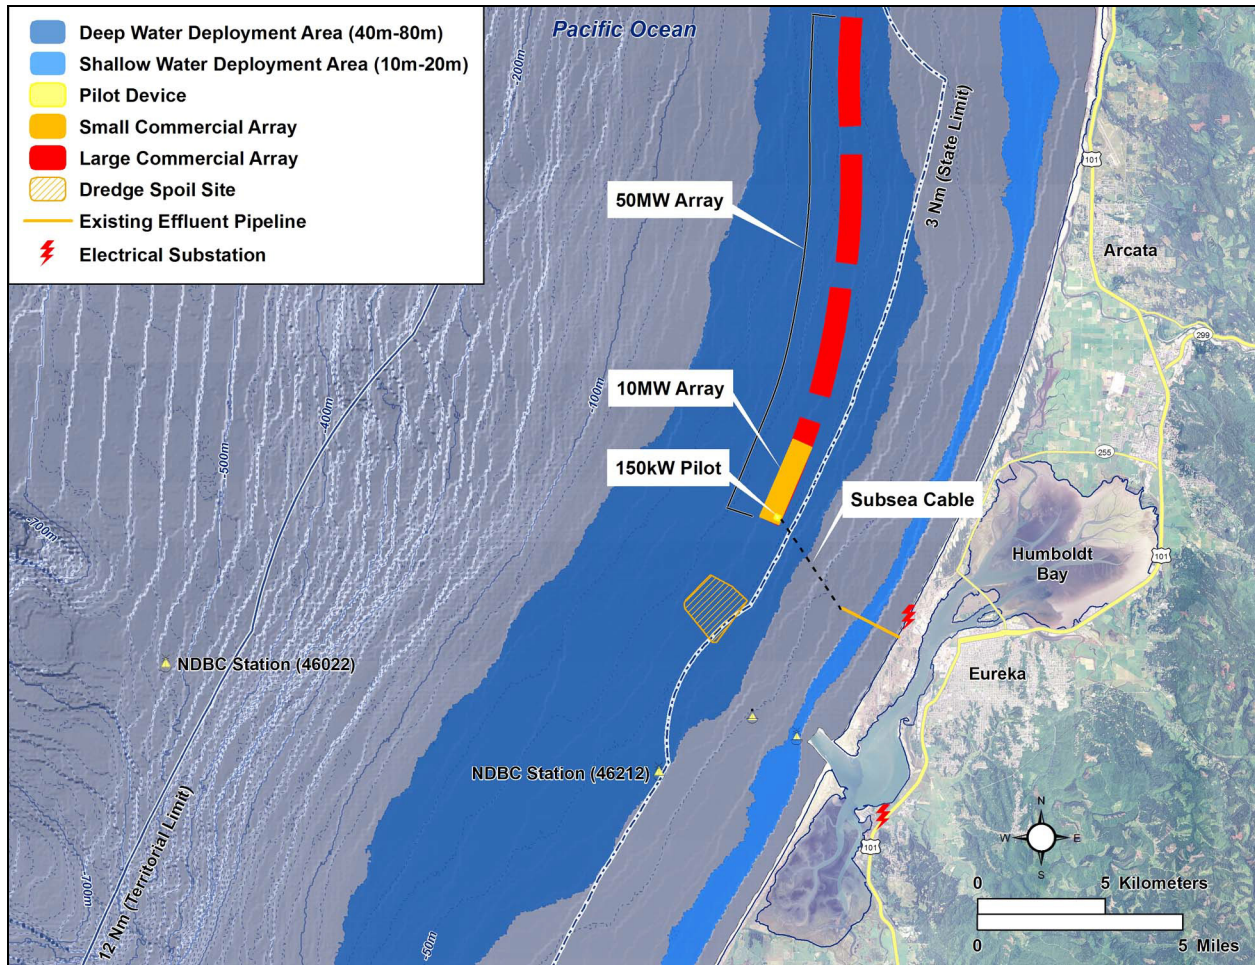 Deep Water Deployment Area (40m-80m)
Shallow Water Deployment Area (10m-20m)
Pilot Device
Small Commercial Array
Large Commercial Array
Dredge Spoil Site
Existing Effluent Pipeline
Electrical Substation
Pacific Ocean
-200m
3 Nm (State Limit)
101
Arcata
50MW Array
299
10MW Array
-100m
-400m
-500m
150kW Pilot
255
Subsea Cable
-700m
Humboldt
Bay
101
NDBC Station (46022)
Eureka
NDBC Station (46212)
12 Nm (Territorial Limit)
101
N
W
E
S
-700m
-50m
0
5 Kilometers
0
5 Miles